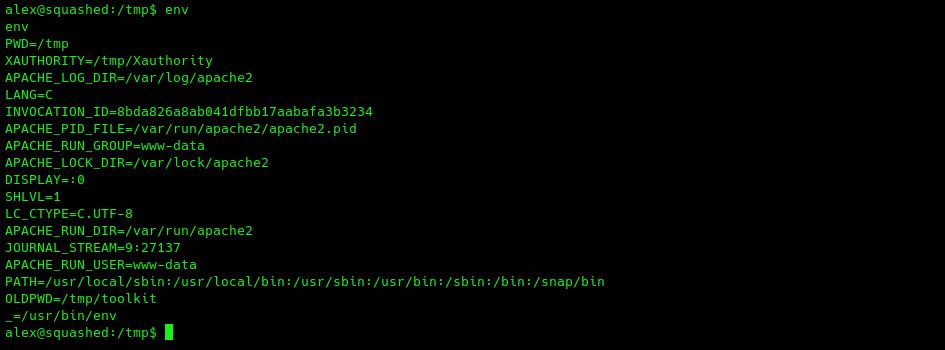 alex@squashed:/tmp$ env
env
PWD=/tmp
XAUTHORITY=/tmp/Xauthority
APACHE_LOG_DIR=/var/log/apache2
LANG=C
INVOCATION_ID=8bda826a8ab041dfbb17aabafa3b3234
APACHE_PID_FILE=/var/run/apache2/apache2.pid
APACHE_RUN_GROUP=www-data
APACHE_LOCK_DIR=/var/lock/apache2
DISPLAY=:0
SHLVL=1
LC_CTYPE=C.UTF-8
APACHE_RUN_DIR=/var/run/apache2
JOURNAL_STREAM=9:27137
APACHE_RUN_USER=www-data
PATH=/usr/local/sbin:/usr/local/bin:/usr/sbin:/usr/bin:/sbin:/bin:/snap/bin
OLDPWD=/tmp/toolkit
_=/usr/bin/env
alex@squashed:/tmp$